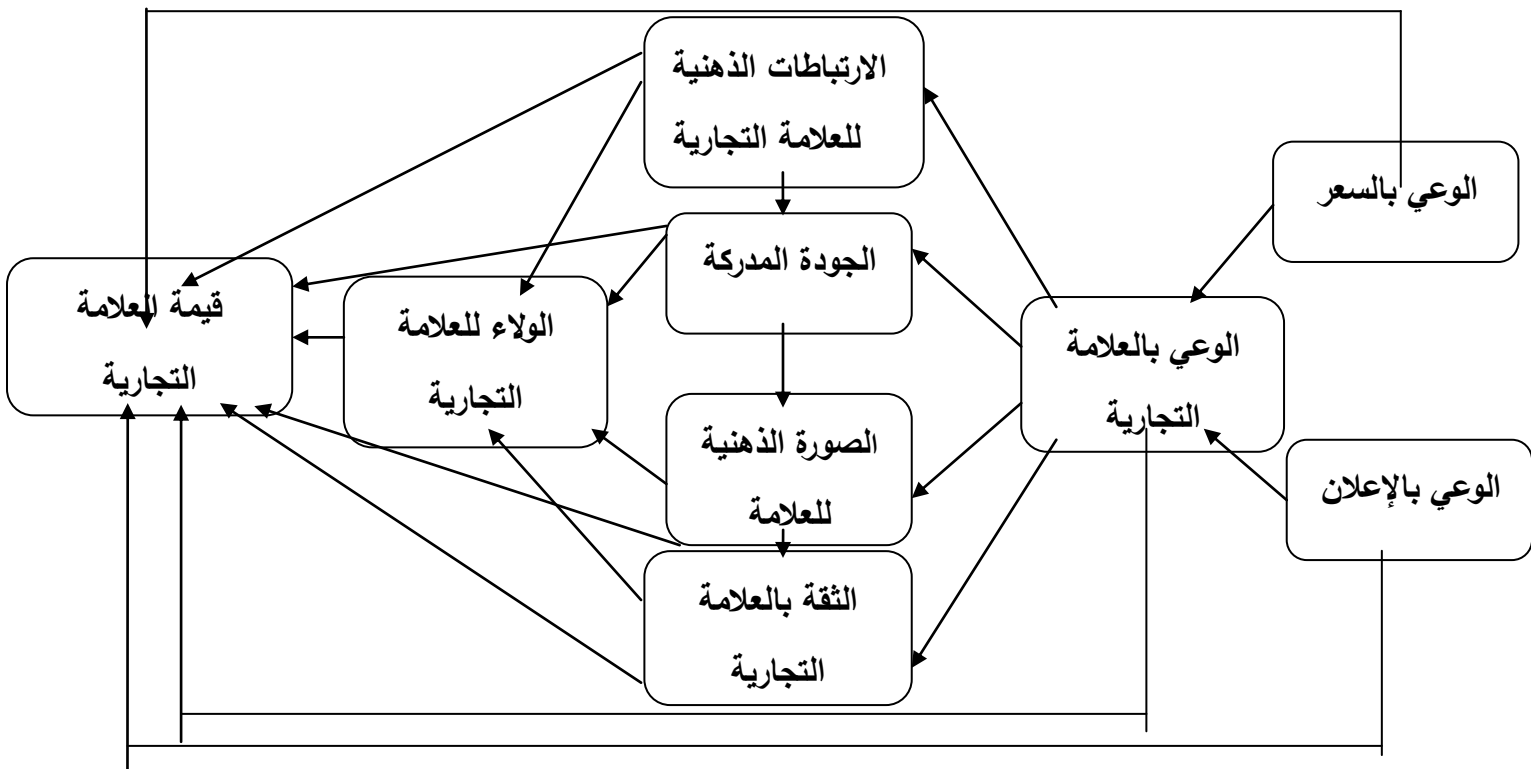 الارتباطات الذهنية
للعلامة التجارية
الوعي بالسعر
الجودة المدركة
قيمة العلامة
التجارية
الولاء للعلامة
التجارية
الوعي بالعلامة
التجارية
الصورة الذهنية
للعلامة
الوعي بالإعلان
الثقة بالعلامة
التجارية